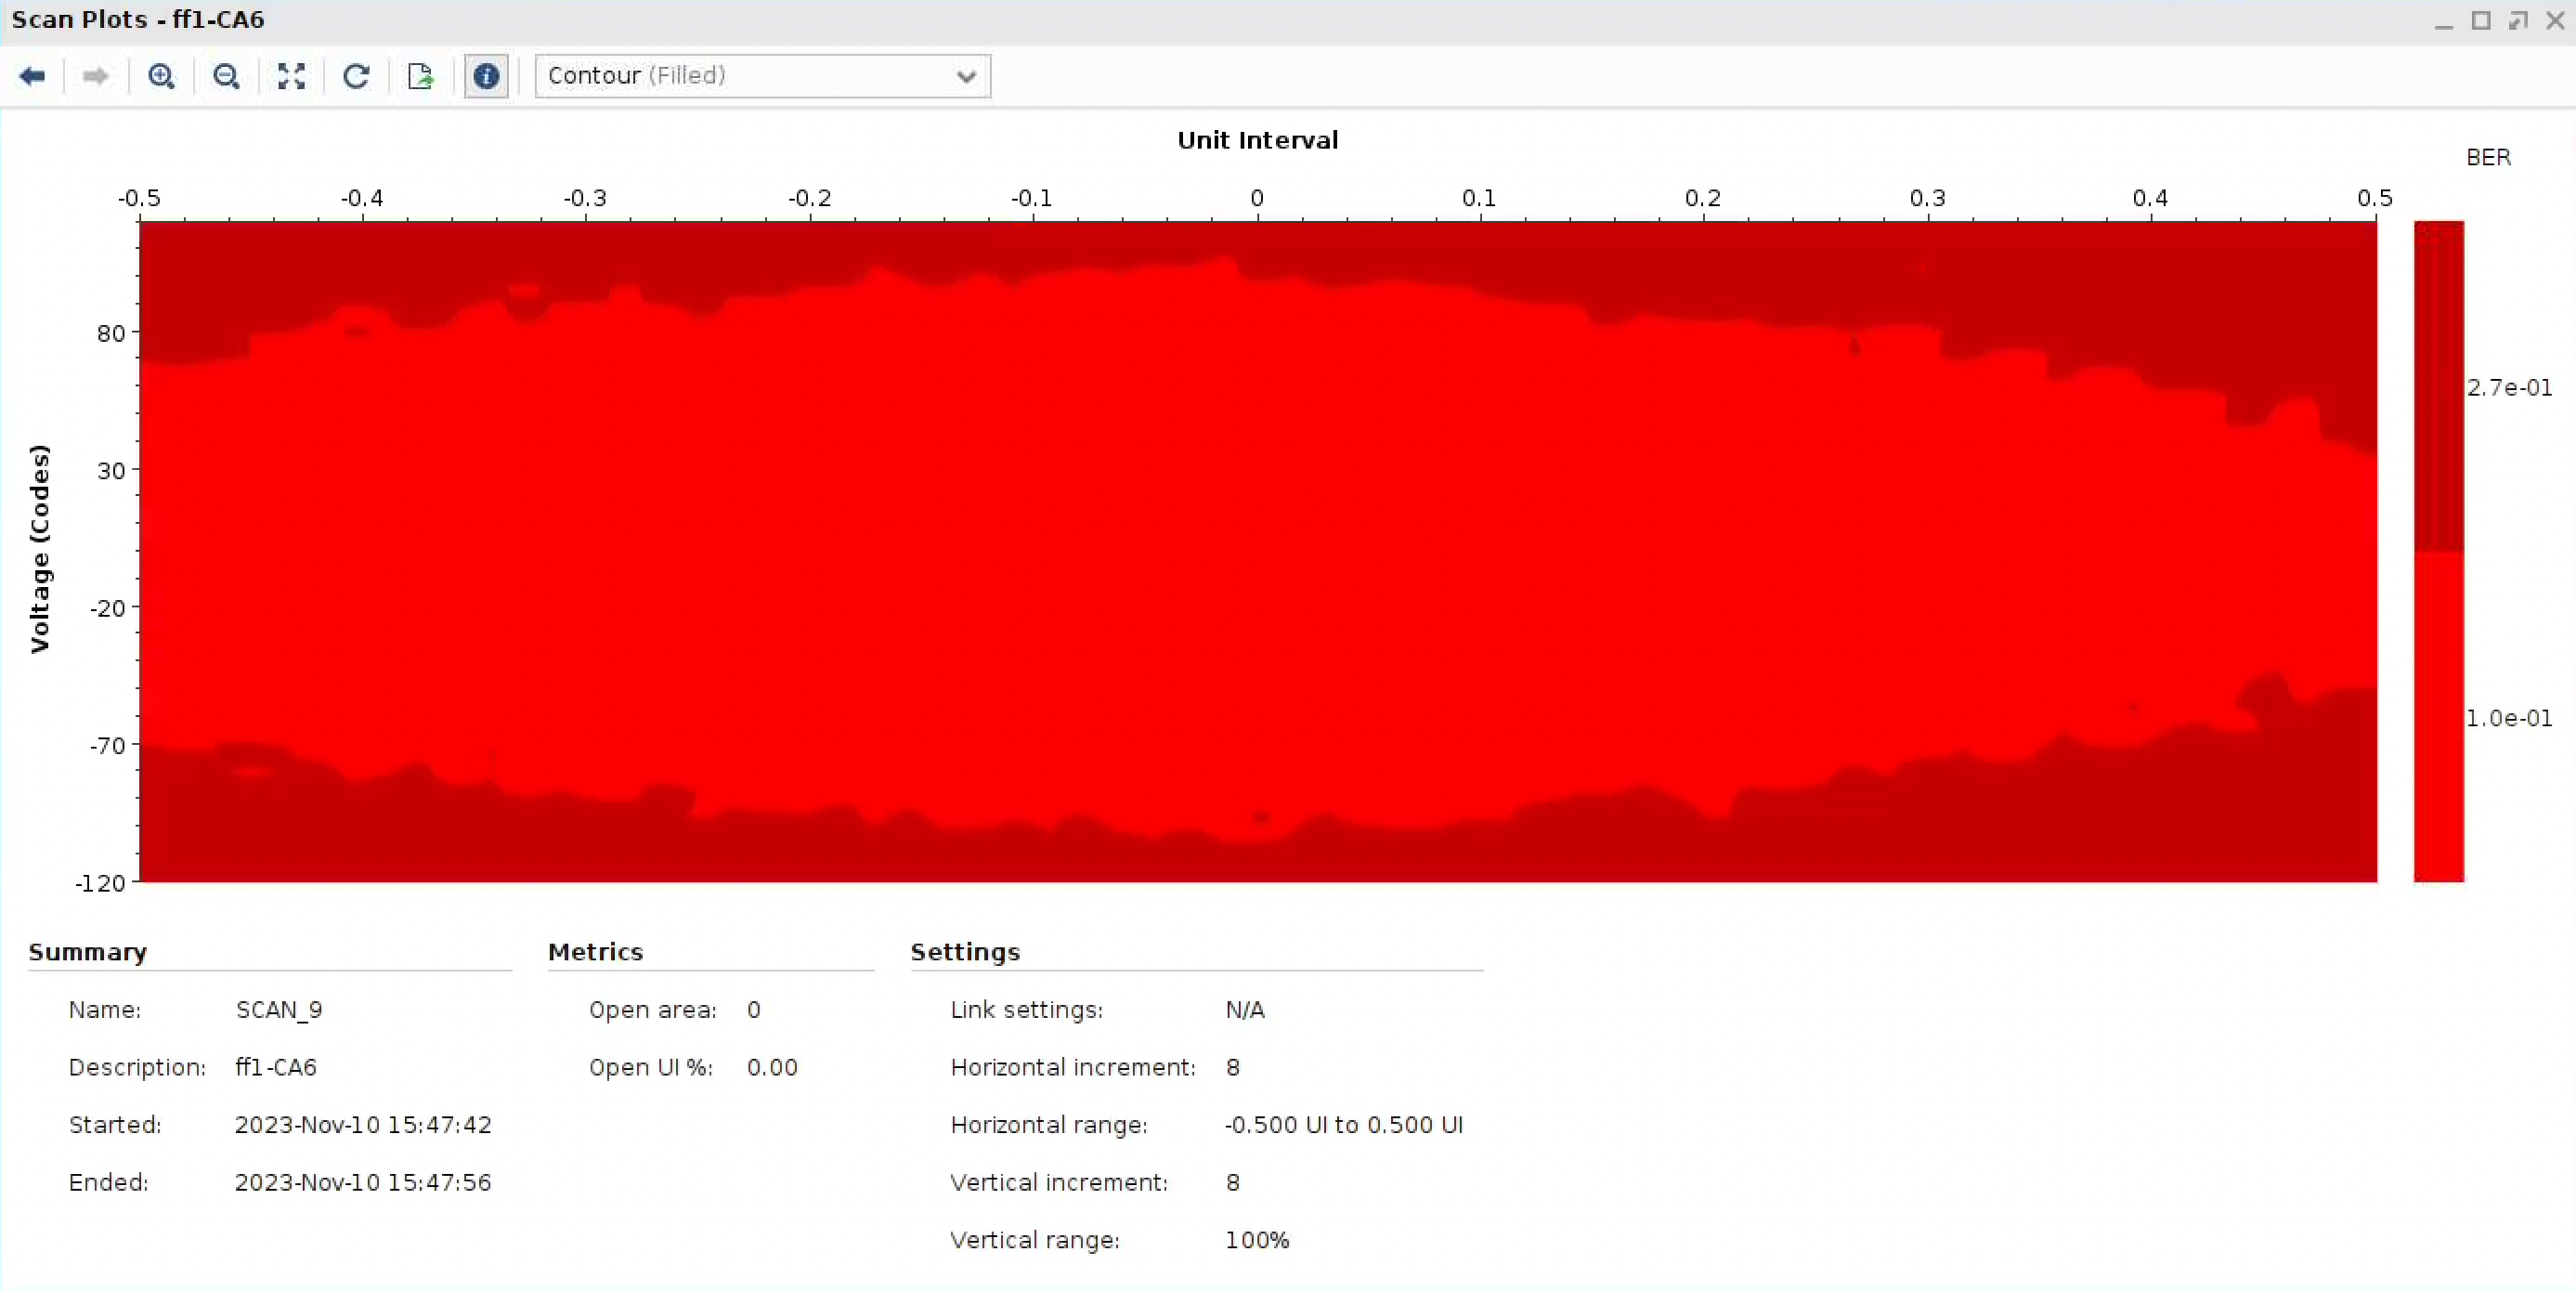 Scan Plots - ff1-CA6
Contour (Filled)
Unit Interval
BER
-0.5 -0.4 -0.3 -0.2 -0.1 0 0.1 0.2 0.3 0.4 0.5
Voltage (Codes)
80
30
-20
-70
-120
2.7e-01
1.0e-01
Summary
Name: SCAN_9
Description: ff1-CA6
Started: 2023-Nov-10 15:47:42
Ended: 2023-Nov-10 15:47:56
Metrics
Open area: 0
Open UI %: 0.00
Settings
Link settings: N/A
Horizontal increment: 8
Horizontal range: -0.500 UI to 0.500 UI
Vertical increment: 8
Vertical range: 100%